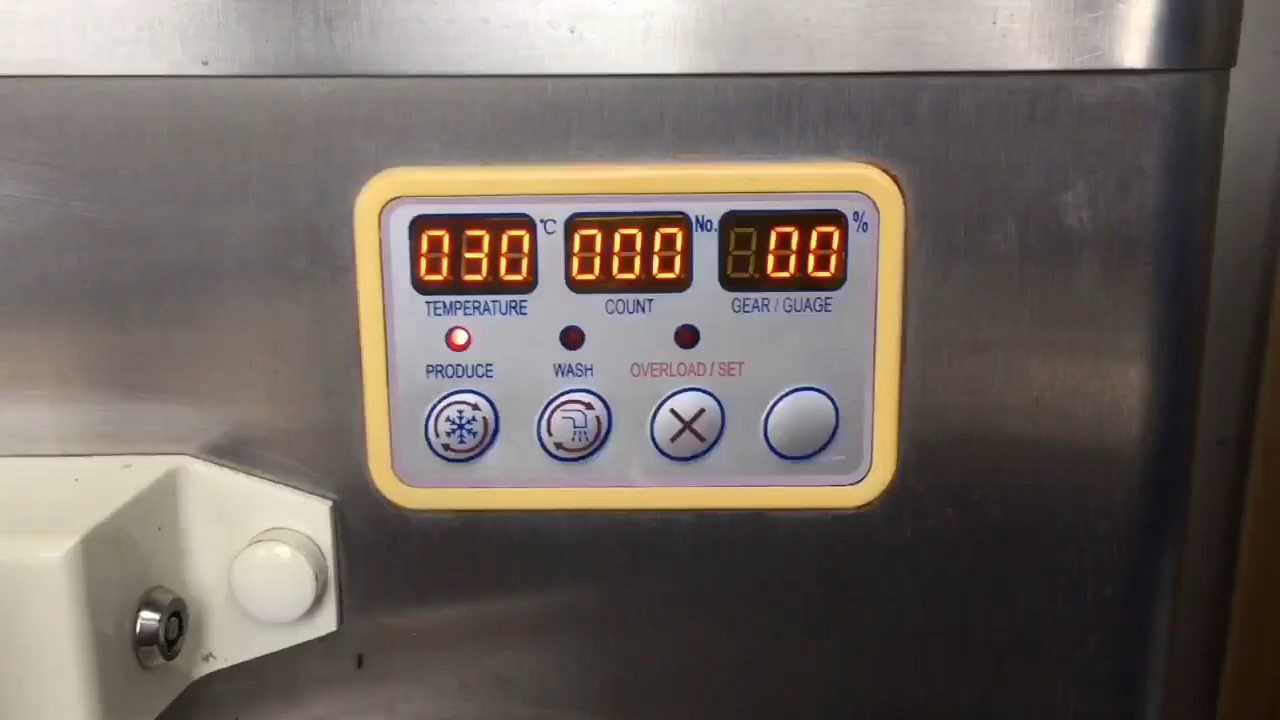 030 °C 000 No. 00 %
TEMPERATURE COUNT GEAR / GUAGE
PRODUCE WASH OVERLOAD / SET